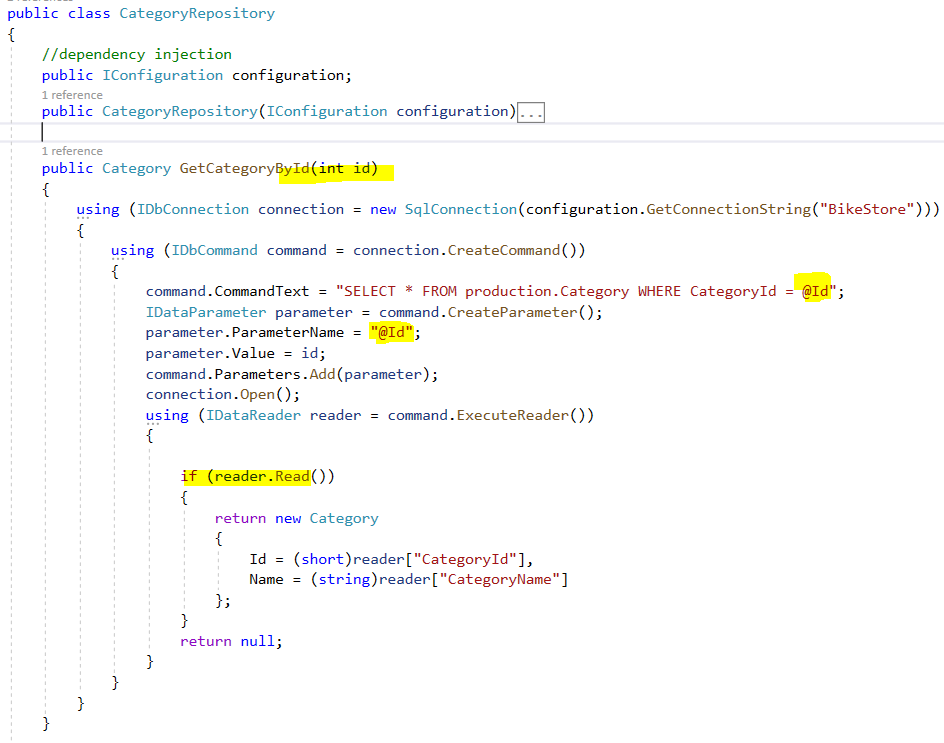 public class CategoryRepository
{
//dependency injection
public IConfiguration configuration;
1 reference
public CategoryRepository(IConfiguration configuration)...
1 reference
public Category GetCategoryById(int id)
{
using (IDbConnection connection = new SqlConnection(configuration.GetConnectionString("BikeStore")))
{
using (IDbCommand command = connection.CreateCommand())
{
command.CommandText = "SELECT * FROM production.Category WHERE CategoryId = @Id";
IDataParameter parameter = command.CreateParameter();
parameter.ParameterName = "@Id";
parameter.Value = id;
command.Parameters.Add(parameter);
connection.Open();
using (IDataReader reader = command.ExecuteReader())
{
if (reader.Read())
{
return new Category
{
Id = (short)reader["CategoryId"],
Name = (string)reader["CategoryName"]
};
}
return null;
}
}
}
}